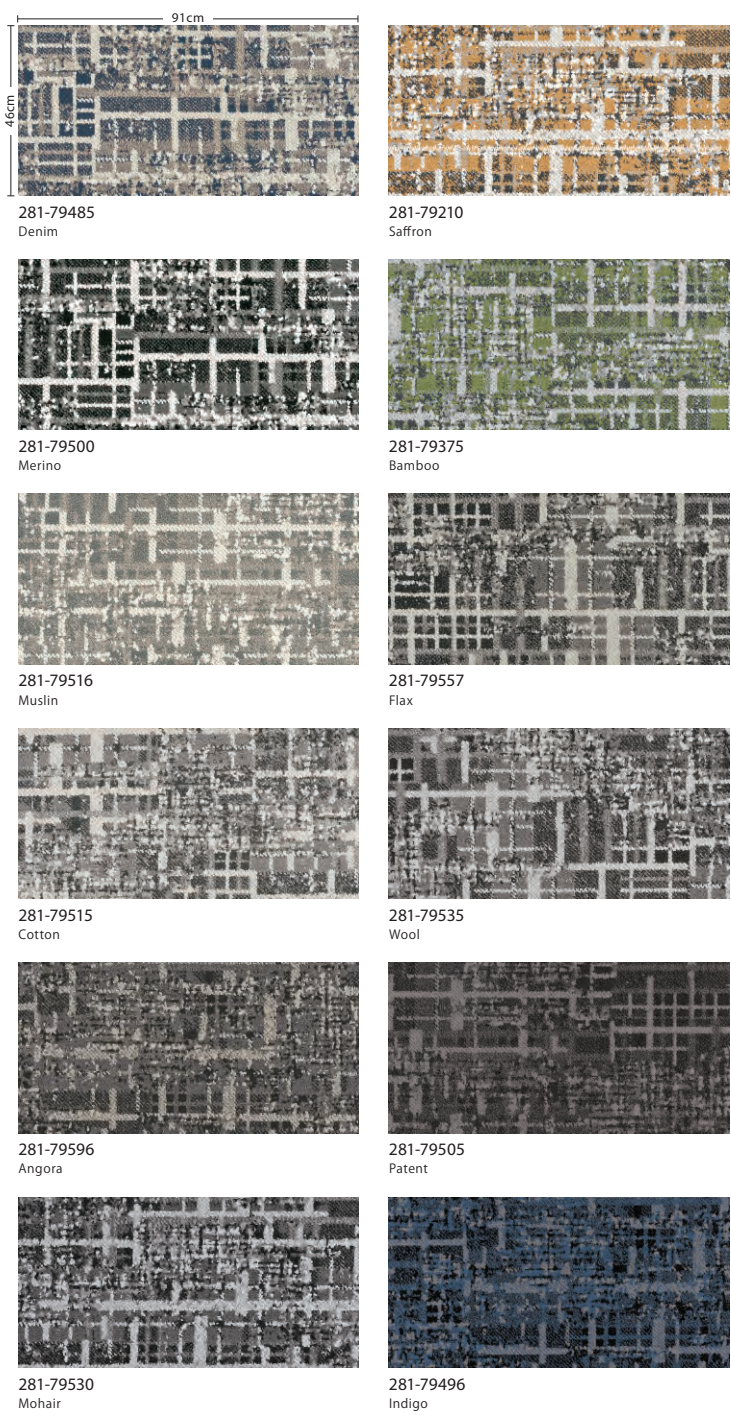 91cm
46cm
281-79485
Denim
281-79210
Saffron
281-79500
Merino
281-79375
Bamboo
281-79516
Muslin
281-79557
Flax
281-79515
Cotton
281-79535
Wool
281-79596
Angora
281-79505
Patent
281-79530
Mohair
281-79496
Indigo